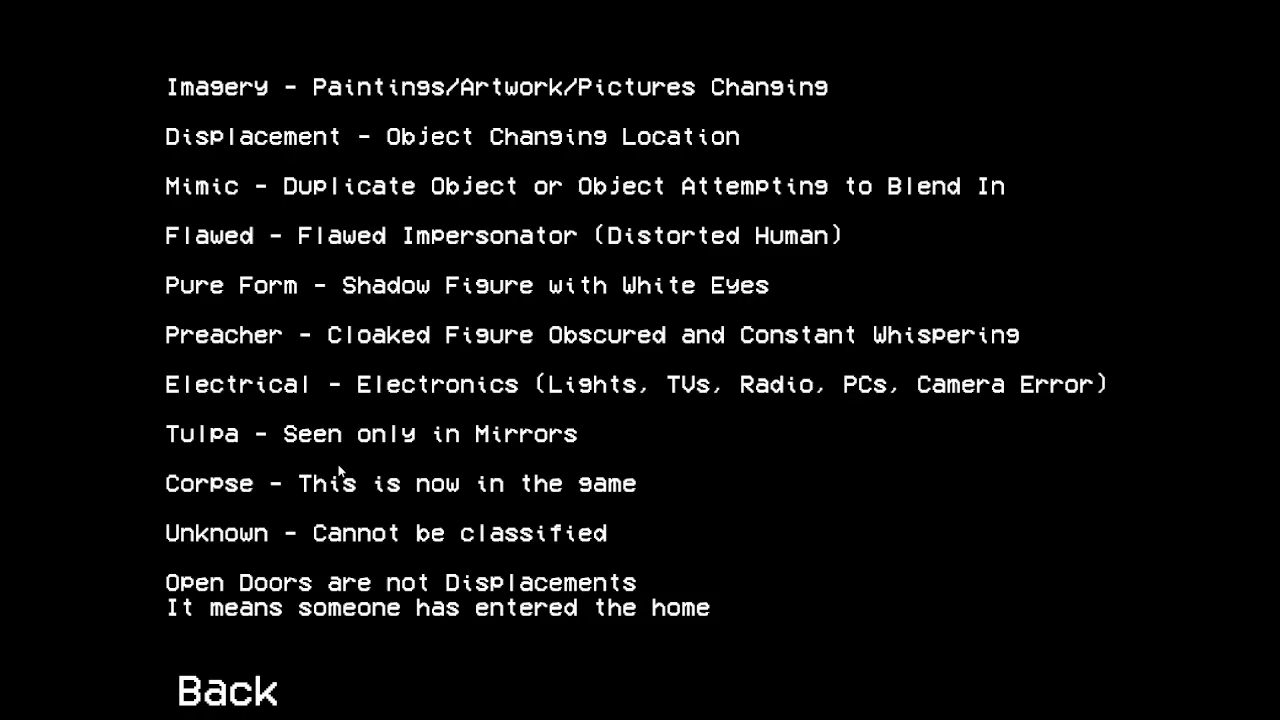 Imagery - Paintings/Artwork/Pictures Changing
Displacement - Object Changing Location
Mimic - Duplicate Object or Object Attempting to Blend In
Flawed - Flawed Impersonator (Distorted Human)
Pure Form - Shadow Figure with White Eyes
Preacher - Cloaked Figure Obscured and Constant Whispering
Electrical - Electronics (Lights, TVs, Radio, PCs, Camera Error)
Tulpa - Seen only in Mirrors
Corpse - This is now in the game
Unknown - Cannot be classified
Open Doors are not Displacements
It means someone has entered the home
Back